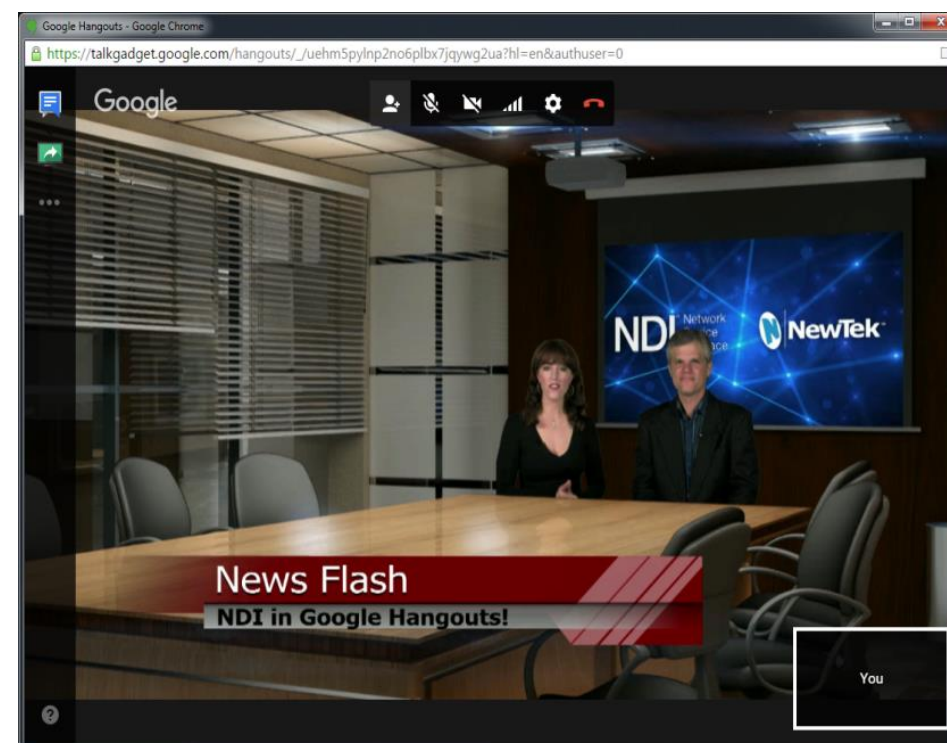 Google Hangouts - Google Chrome
https://talkgadget.google.com/hangouts/_/uehm5pylnp2no6plbx7jqywg2ua?hl=en&authuser=0
Google
NDI
Network
NewTek
News Flash
NDI in Google Hangouts!
You